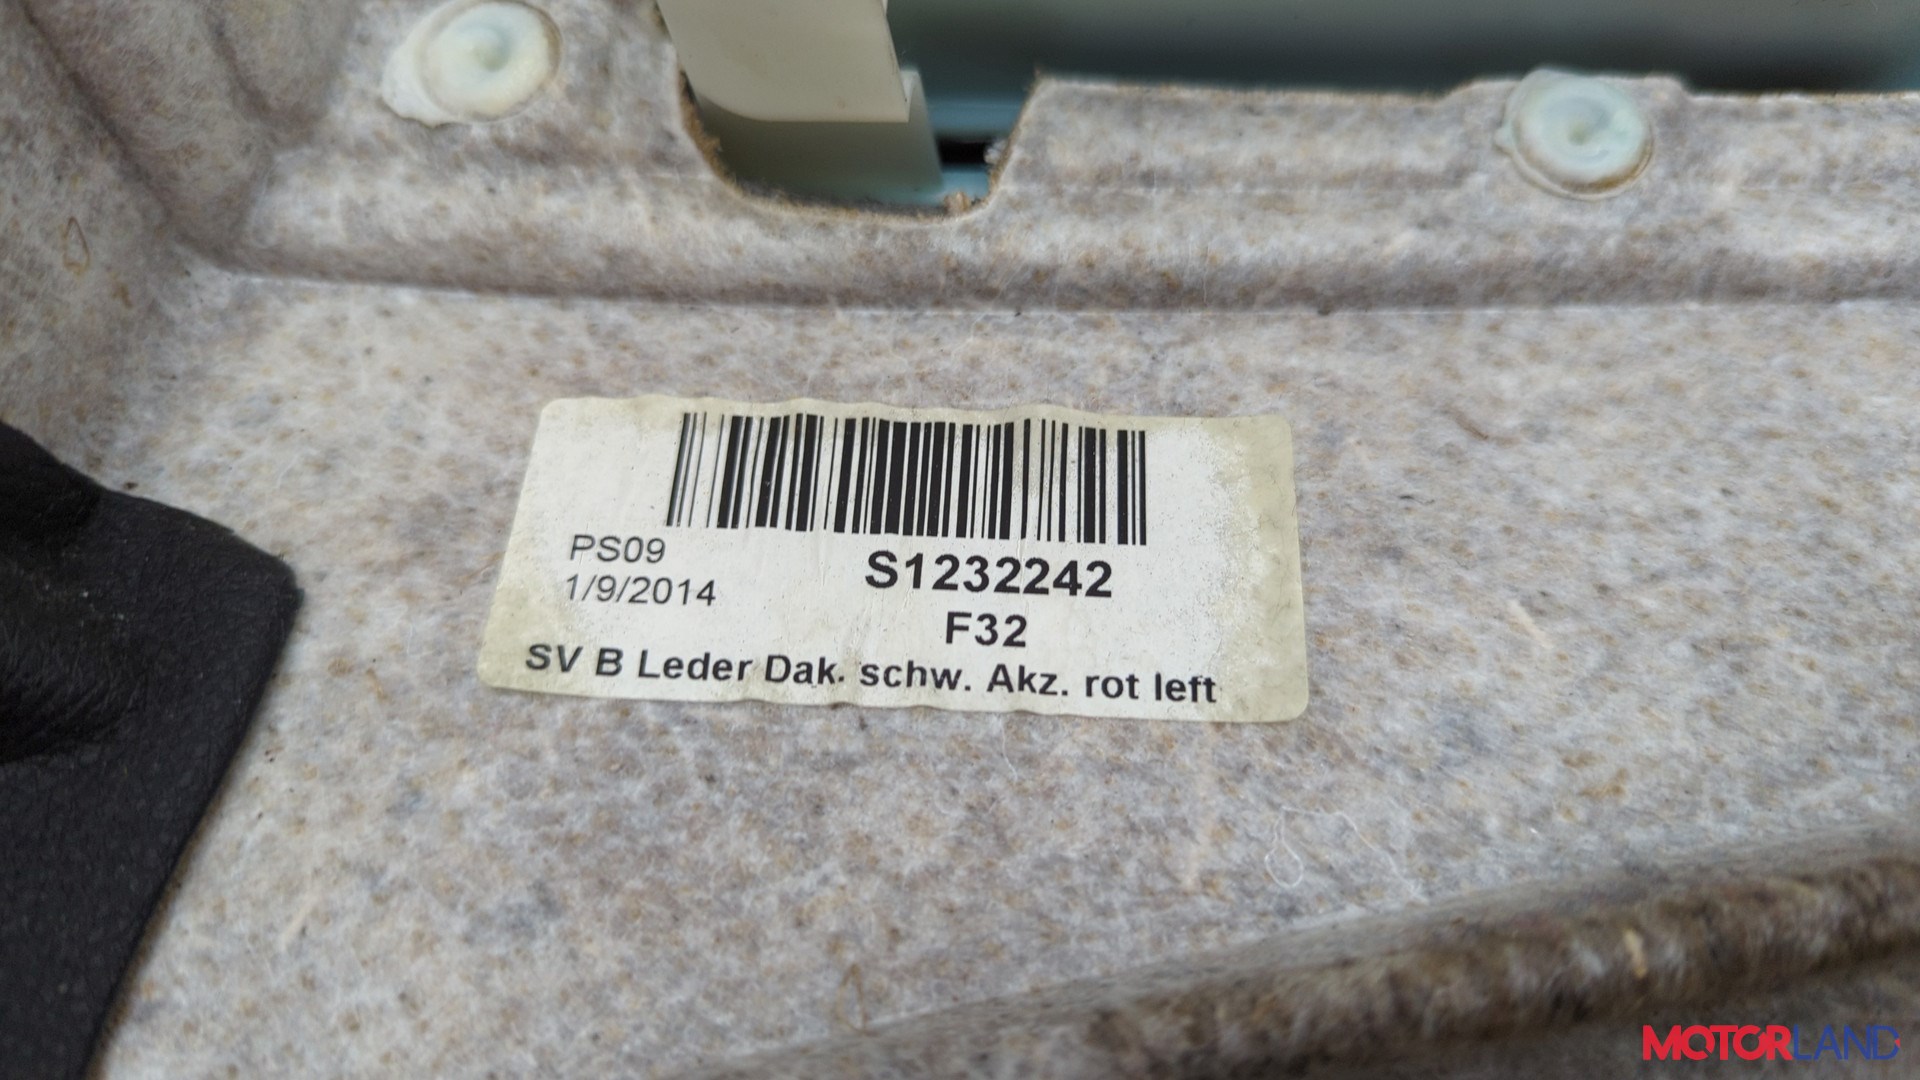 PS09
1/9/2014
S1232242
F32
SV B Leder Dak. schw. Akz. rot left
MOTORLAND